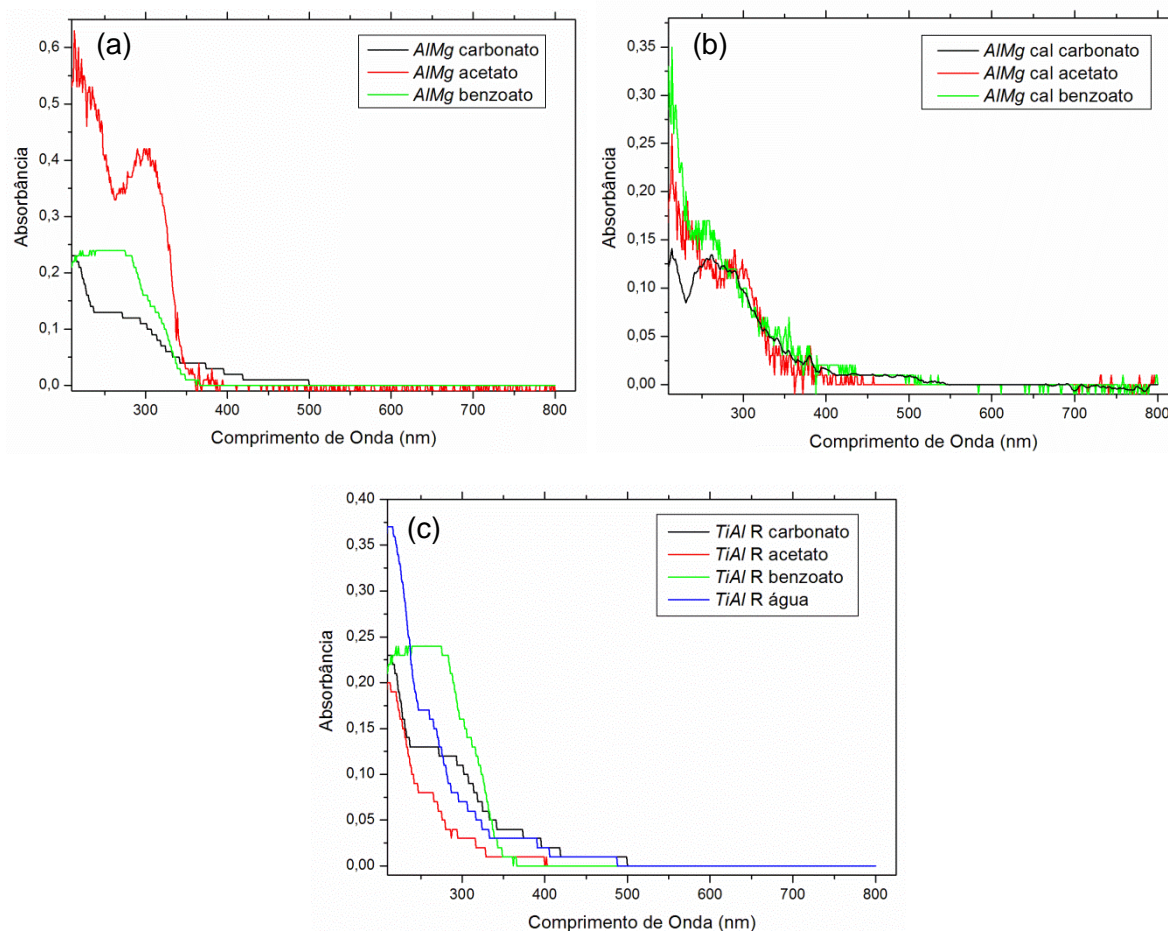 (a)
AlMg carbonato
AlMg acetato
AlMg benzoato
0,6
0,5
0,4
0,3
0,2
0,1
0,0
Absorbância
300
400
500
600
700
800
Comprimento de Onda (nm)
(b)
AlMg cal carbonato
AlMg cal acetato
AlMg cal benzoato
0,35
0,30
0,25
0,20
0,15
0,10
0,05
0,00
Absorbância
300
400
500
600
700
800
Comprimento de Onda (nm)
(c)
TiAl R carbonato
TiAl R acetato
TiAl R benzoato
TiAl R água
0,40
0,35
0,30
0,25
0,20
0,15
0,10
0,05
0,00
Absorbância
300
400
500
600
700
800
Comprimento de Onda (nm)